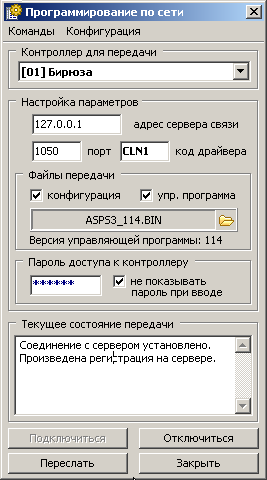 Программирование по сети
Команды Конфигурация
Контроллер для передачи
[01] Бирюза
Настройка параметров
127.0.0.1 адрес сервера связи
1050 порт CLN1 код драйвера
Файлы передачи
конфигурация упр. программа
ASPS3_114.BIN
Версия управляющей программы: 114
Пароль доступа к контроллеру
****** не показывать
пароль при вводе
Текущее состояние передачи
Соединение с сервером установлено.
Произведена регистрация на сервере.
Подключиться Отключиться
Переслать Закрыть